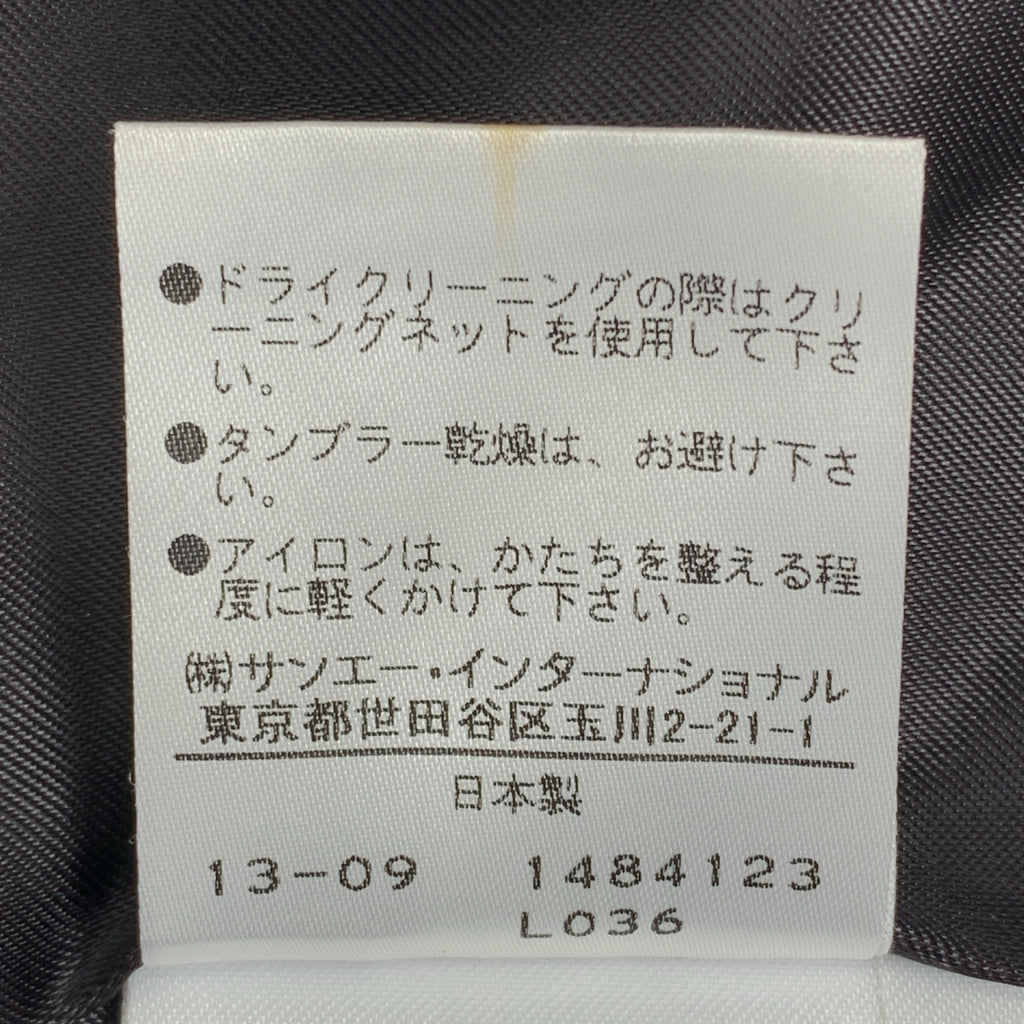 ●ドライクリーニングの際はクリ
ーニングネットを使用して下さ
い。
●タンブラー乾燥は、お避け下さ
い。
●アイロンは、かたちを整える程
度に軽くかけて下さい。
㈱サンエー・インターナショナル
東京都世田谷区玉川2-21-1
日本製
13-09 1484123
L036